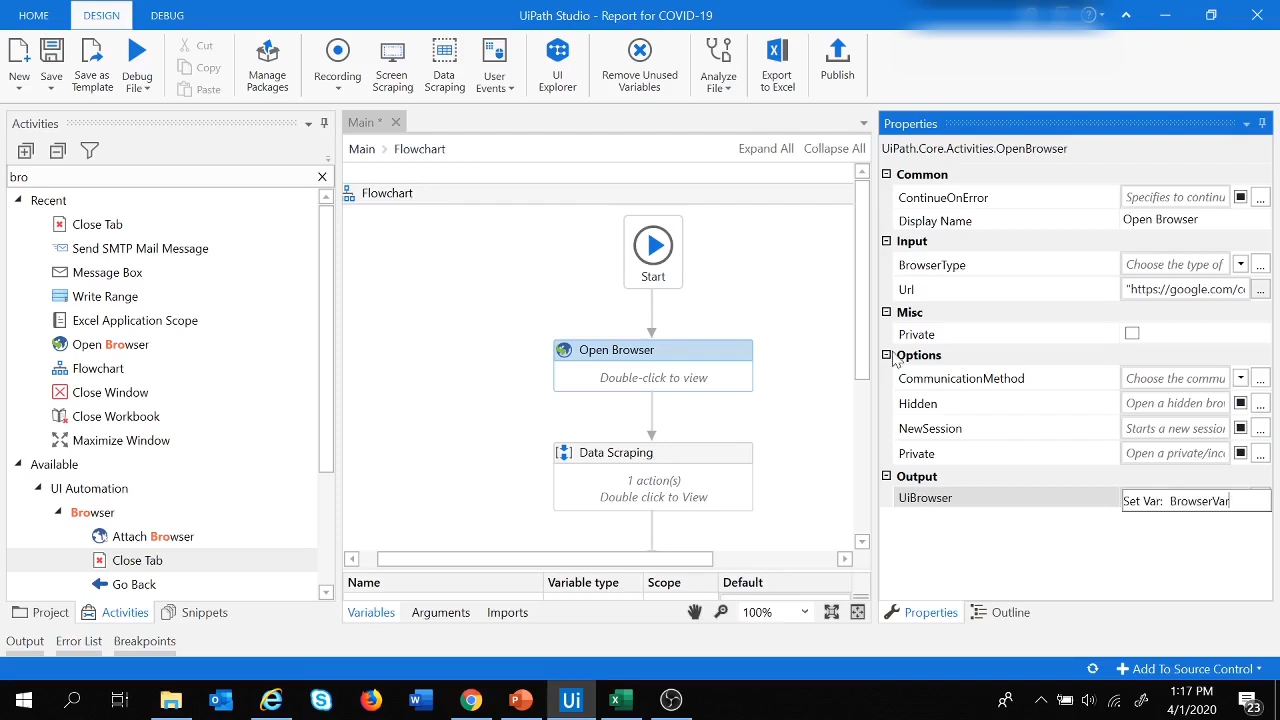 HOME DESIGN DEBUG UiPath Studio - Report for COVID-19
New Save Save as Template Debug File Cut Copy Paste Manage Packages Recording Screen Scraping Data Scraping User Events UI Explorer Remove Unused Variables Analyze File Export to Excel Publish
Activities
bro
Recent
Close Tab
Send SMTP Mail Message
Message Box
Write Range
Excel Application Scope
Open Browser
Flowchart
Close Window
Close Workbook
Maximize Window
Available
UI Automation
Browser
Attach Browser
Close Tab
Go Back
Project Activities Snippets
Main *
Main > Flowchart Expand All Collapse All
Flowchart
Start
Open Browser
Double-click to view
Data Scraping
1 action(s)
Double click to View
Name Variable type Scope Default
Variables Arguments Imports 100%
Properties
UiPath.Core.Activities.OpenBrowser
Common
ContinueOnError Specifies to continu
Display Name Open Browser
Input
BrowserType Choose the type of
Url "https://google.com/c
Misc
Private
Options
CommunicationMethod Choose the commu
Hidden Open a hidden bro
NewSession Starts a new session
Private Open a private/inc
Output
UiBrowser Set Var: BrowserVar
Properties Outline
Output Error List Breakpoints
Add To Source Control
Ui
1:17 PM
4/1/2020
23